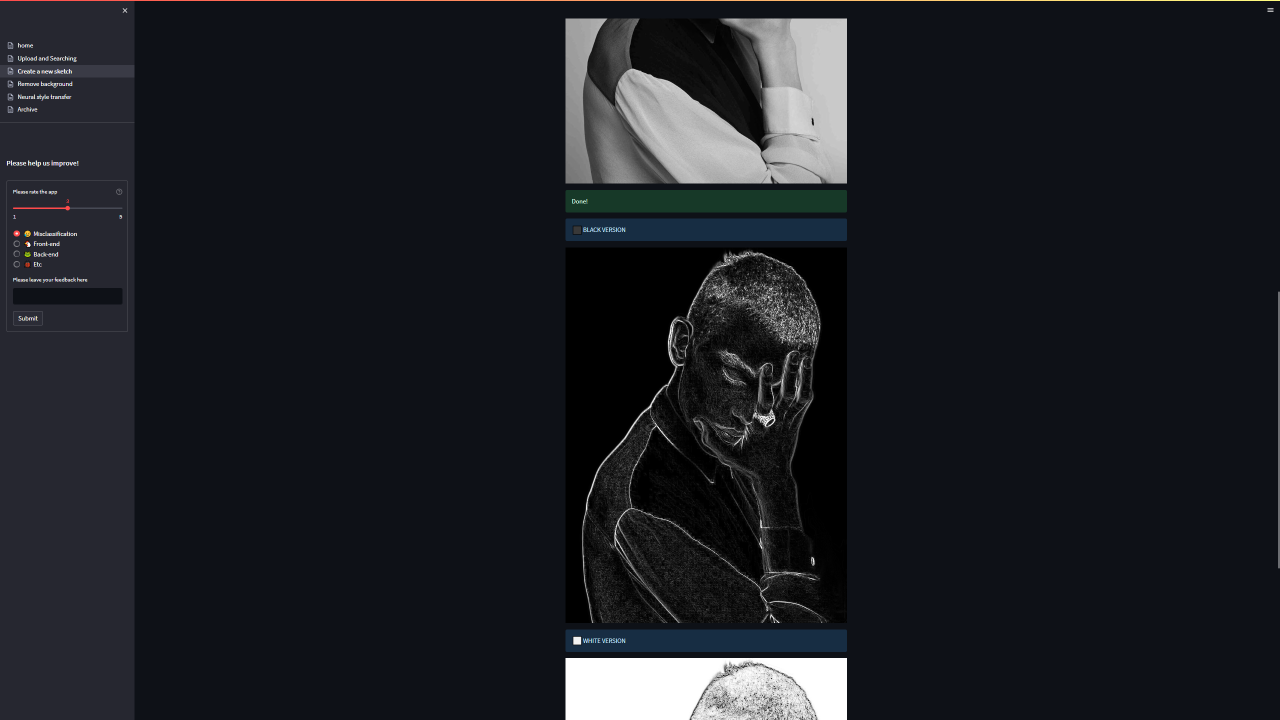 home
Upload and Searching
Create a new sketch
Remove background
Neural style transfer
Archive
Please help us improve!
Please rate the app
3
1 5
Misclassification
Front-end
Back-end
Etc
Please leave your feedback here
Submit
Done!
BLACK VERSION
WHITE VERSION